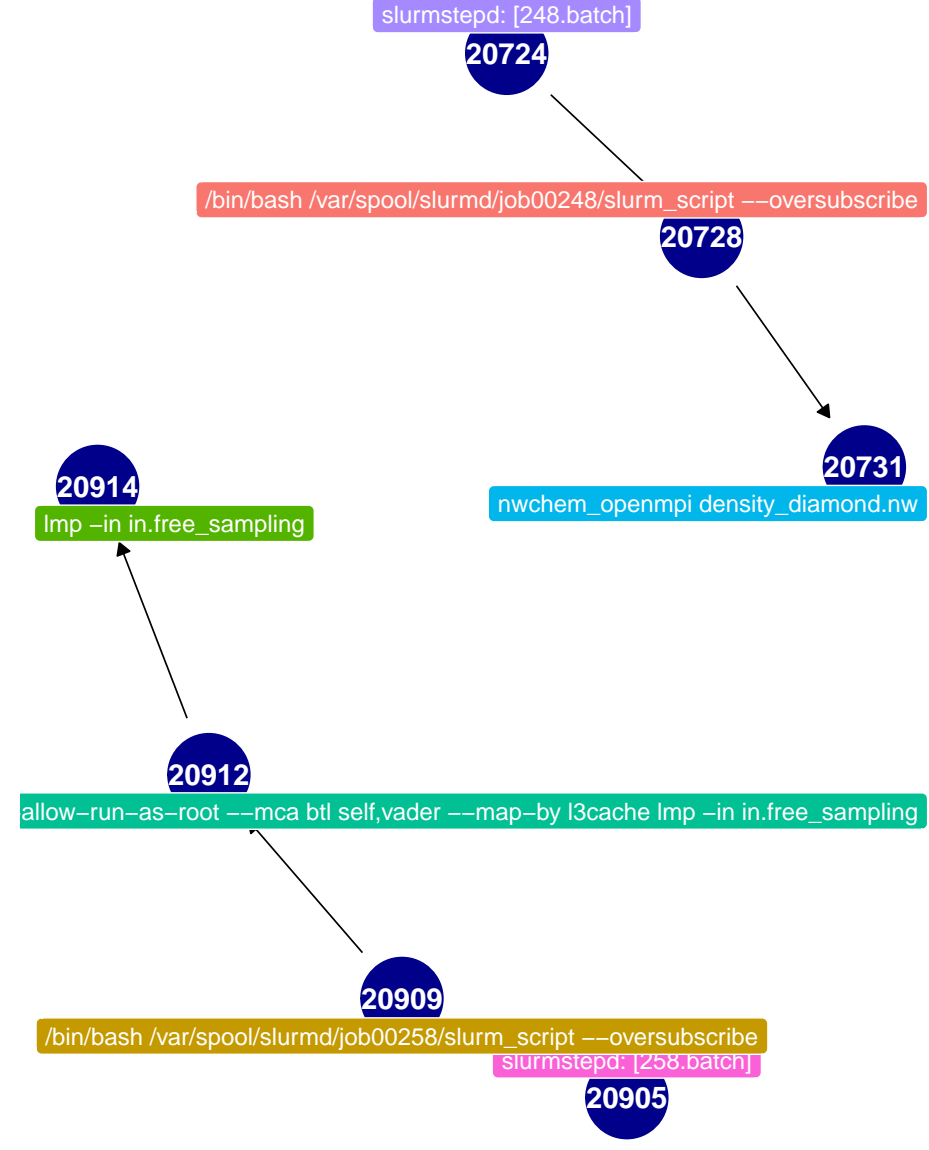 slurmstepd: [248.batch]
20724
/bin/bash /var/spool/slurmd/job00248/slurm_script −−oversubscribe
20728
20731
nwchem_openmpi density_diamond.nw
20914
lmp −in in.free_sampling
20912
allow−run−as−root −−mca btl self,vader −−map−by l3cache lmp −in in.free_sampling
20909
/bin/bash /var/spool/slurmd/job00258/slurm_script −−oversubscribe
slurmstepd: [258.batch]
20905